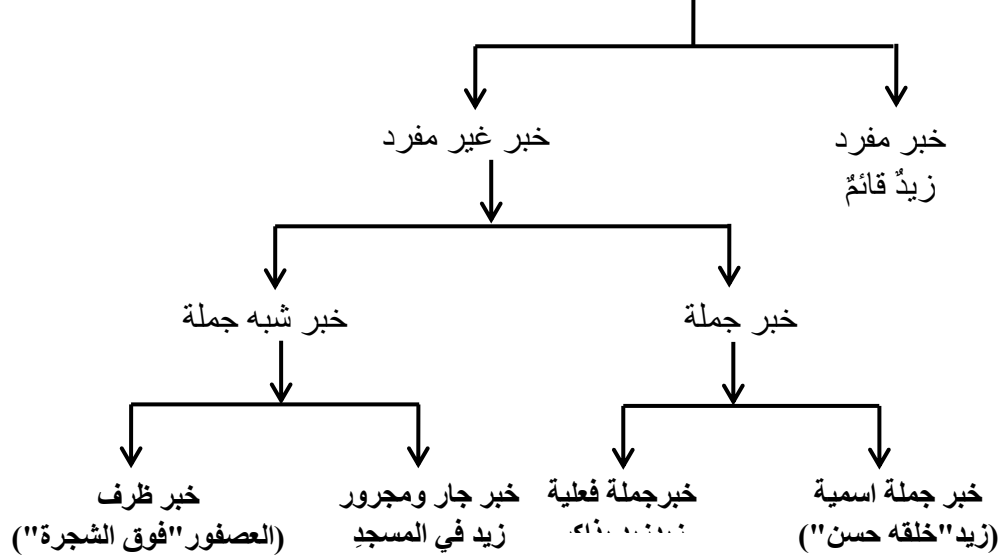 خبر مفرد
زيدٌ قائمٌ
خبر غير مفرد
خبر جملة
خبر شبه جملة
خبر جملة اسمية
(زيد"خلقه حسن")
خبرجملة فعلية
خبر جار ومجرور
زيد في المسجدِ
خبر ظرف
(العصفور"فوق الشجرة")